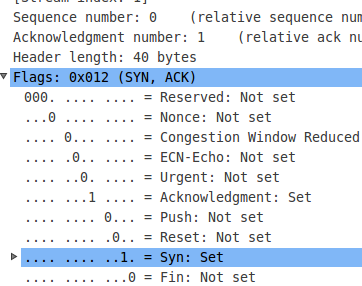 [Stream index: 1]
Sequence number: 0    (relative sequence num
Acknowledgment number: 1    (relative ack nu
Header length: 40 bytes
Flags: 0x012 (SYN, ACK)
000. .... .... = Reserved: Not set
...0 .... .... = Nonce: Not set
.... 0... .... = Congestion Window Reduced
.... .0.. .... = ECN-Echo: Not set
.... ..0. .... = Urgent: Not set
.... ...1 .... = Acknowledgment: Set
.... .... 0... = Push: Not set
.... .... .0.. = Reset: Not set
.... .... ..1. = Syn: Set
.... .... ...0 = Fin: Not set